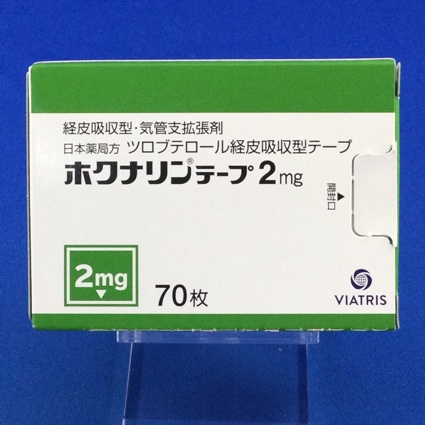 経皮吸収型・気管支拡張剤
日本薬局方 ツロブテロール経皮吸収型テープ
ホクナリン®テープ2mg
開封口
2mg
70枚
VIATRIS